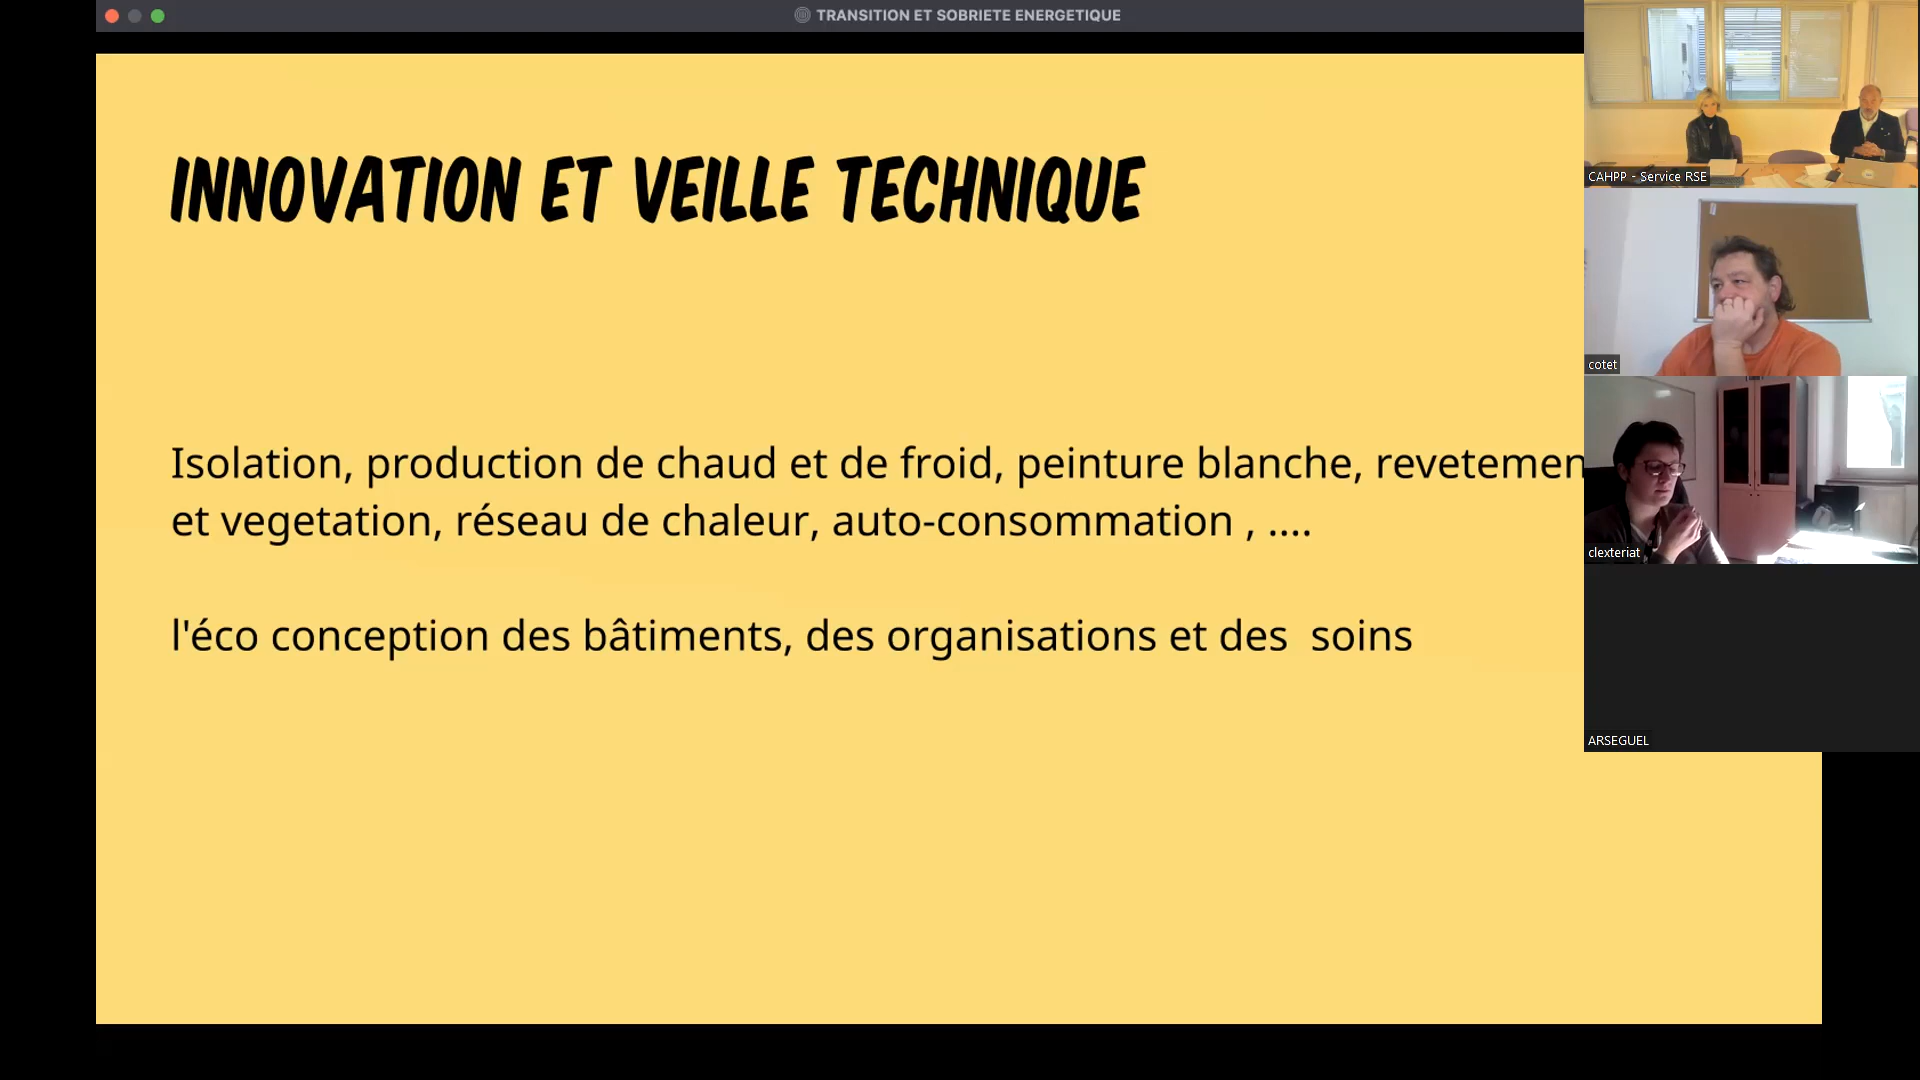 TRANSITION ET SOBRIETE ENERGETIQUE
INNOVATION ET VEILLE TECHNIQUE
Isolation, production de chaud et de froid, peinture blanche, revetemen
et vegetation, réseau de chaleur, auto-consommation , ....
l'éco conception des bâtiments, des organisations et des soins
CAHPP - Service RSE
cotet
clexteriat
ARSEGUEL